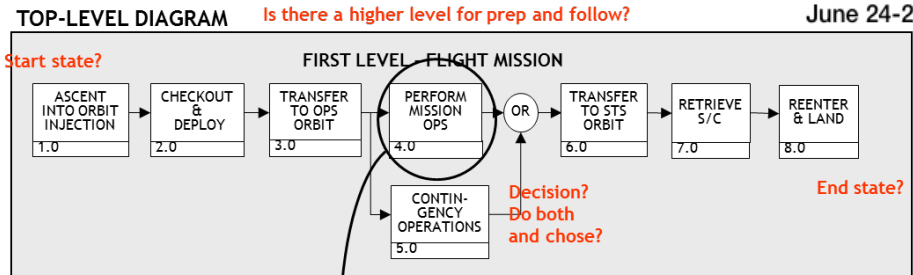 TOP-LEVEL DIAGRAM
Is there a higher level for prep and follow?
June 24-2
Start state?
FIRST LEVEL - FLIGHT MISSION
ASCENT
INTO ORBIT
INJECTION
1.0
CHECKOUT
&
DEPLOY
2.0
TRANSFER
TO OPS
ORBIT
3.0
PERFORM
MISSION
OPS
4.0
OR
TRANSFER
TO STS
ORBIT
6.0
RETRIEVE
S/C
7.0
REENTER
& LAND
8.0
CONTIN-
GENCY
OPERATIONS
5.0
Decision?
Do both
and chose?
End state?